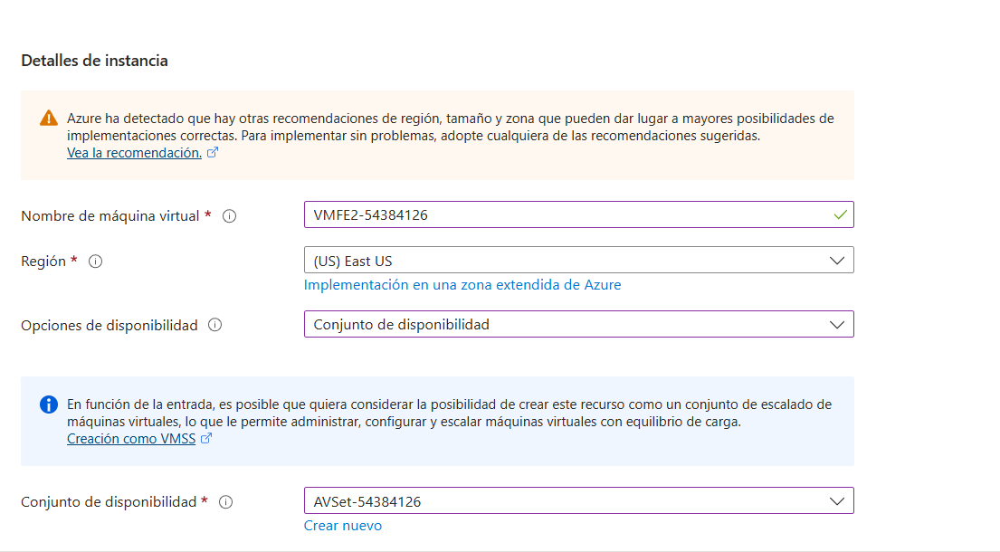 Detalles de instancia
Azure ha detectado que hay otras recomendaciones de región, tamaño y zona que pueden dar lugar a mayores posibilidades de
implementaciones correctas. Para implementar sin problemas, adopte cualquiera de las recomendaciones sugeridas.
Vea la recomendación.
Nombre de máquina virtual *
VMFE2-54384126
Región *
(US) East US
Implementación en una zona extendida de Azure
Opciones de disponibilidad
Conjunto de disponibilidad
En función de la entrada, es posible que quiera considerar la posibilidad de crear este recurso como un conjunto de escalado de
máquinas virtuales, lo que le permite administrar, configurar y escalar máquinas virtuales con equilibrio de carga.
Creación como VMSS
Conjunto de disponibilidad *
AVSet-54384126
Crear nuevo